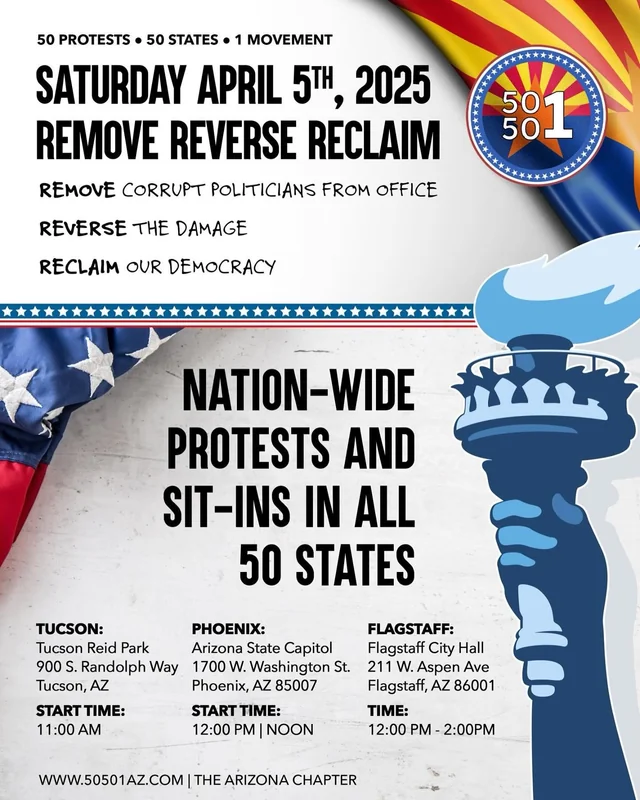 50 PROTESTS • 50 STATES • 1 MOVEMENT
SATURDAY APRIL 5TH, 2025
REMOVE REVERSE RECLAIM
50
50 1
REMOVE CORRUPT POLITICIANS FROM OFFICE
REVERSE THE DAMAGE
RECLAIM OUR DEMOCRACY
NATION-WIDE
PROTESTS AND
SIT-INS IN ALL
50 STATES
TUCSON:
Tucson Reid Park
900 S. Randolph Way
Tucson, AZ
START TIME:
11:00 AM
PHOENIX:
Arizona State Capitol
1700 W. Washington St.
Phoenix, AZ 85007
START TIME:
12:00 PM | NOON
FLAGSTAFF:
Flagstaff City Hall
211 W. Aspen Ave
Flagstaff, AZ 86001
TIME:
12:00 PM - 2:00PM
WWW.50501AZ.COM | THE ARIZONA CHAPTER